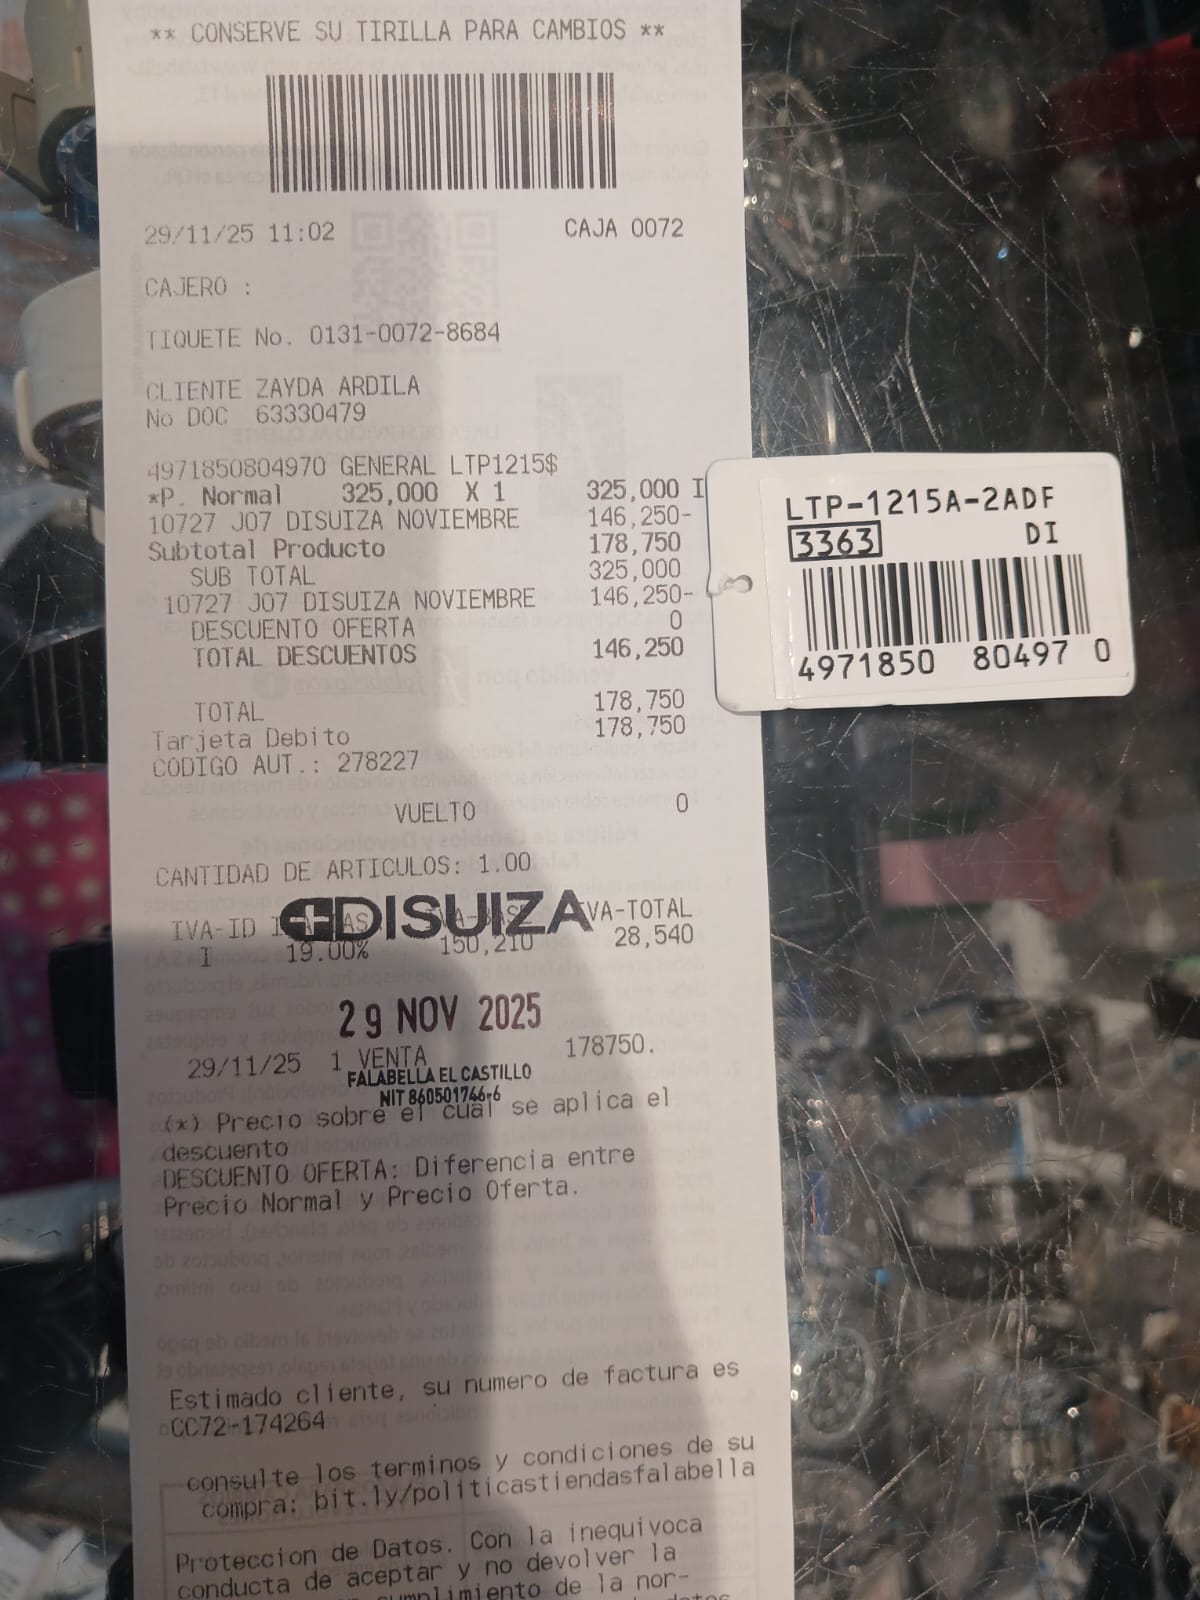 ** CONSERVE SU TIRILLA PARA CAMBIOS **
29/11/25 11:02 CAJA 0072
CAJERO :
TIQUETE No. 0131-0072-8684
CLIENTE ZAYDA ARDILA
No DOC 63330479
4971850804970 GENERAL LTP1215$
*P. Normal 325,000 X 1 325,000 I
10727 J07 DISUIZA NOVIEMBRE 146,250-
Subtotal Producto 178,750
SUB TOTAL 325,000
10727 J07 DISUIZA NOVIEMBRE 146,250-
DESCUENTO OFERTA 0
TOTAL DESCUENTOS 146,250
TOTAL 178,750
Tarjeta Debito 178,750
CODIGO AUT.: 278227
VUELTO 0
CANTIDAD DE ARTICULOS: 1.00
DISUIZA
IVA-ID IVA-TOTAL
I 19.00% 150,210 28,540
29 NOV 2025
29/11/25 1 VENTA 178750.
FALABELLA EL CASTILLO
NIT 860501746-6
(*) Precio sobre el cual se aplica el
descuento
DESCUENTO OFERTA: Diferencia entre
Precio Normal y Precio Oferta.
Estimado cliente, su numero de factura es
CC72-174264
consulte los terminos y condiciones de su
compra: bit.ly/politicastiendasfalabella
Proteccion de Datos. Con la inequivoca
conducta de aceptar y no devolver la
de la nor-
LTP-1215A-2ADF
3363 DI
4971850 80497 0